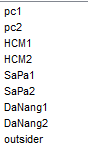 pc1
pc2
HCM1
HCM2
SaPa1
SaPa2
DaNang1
DaNang2
outsider